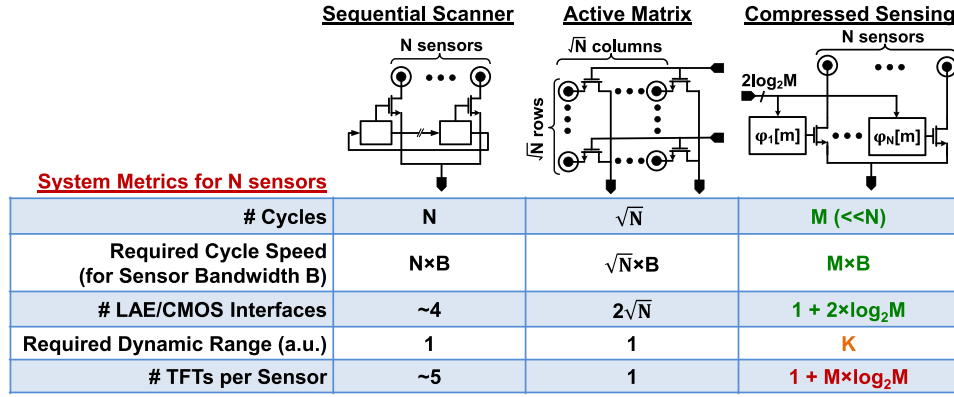 Sequential Scanner Active Matrix Compressed Sensing
N sensors √N columns N sensors
2log₂M
√N rows
φ₁[m] φN[m]
System Metrics for N sensors
# Cycles N √N M (<<N)
Required Cycle Speed
(for Sensor Bandwidth B) N×B √N×B M×B
# LAE/CMOS Interfaces ~4 2√N 1 + 2×log₂M
Required Dynamic Range (a.u.) 1 1 K
# TFTs per Sensor ~5 1 1 + M×log₂M